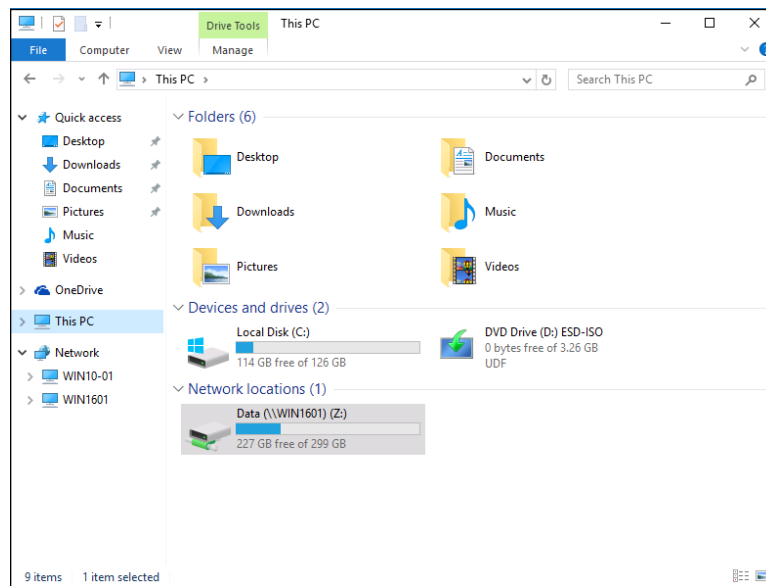 Drive Tools
This PC
File
Computer
View
Manage
This PC
Search This PC
Quick access
Desktop
Downloads
Documents
Pictures
Music
Videos
OneDrive
This PC
Network
WIN10-01
WIN1601
Folders (6)
Desktop
Documents
Downloads
Music
Pictures
Videos
Devices and drives (2)
Local Disk (C:)
114 GB free of 126 GB
DVD Drive (D:) ESD-ISO
0 bytes free of 3.26 GB
UDF
Network locations (1)
Data (\\WIN1601) (Z:)
227 GB free of 299 GB
9 items
1 item selected